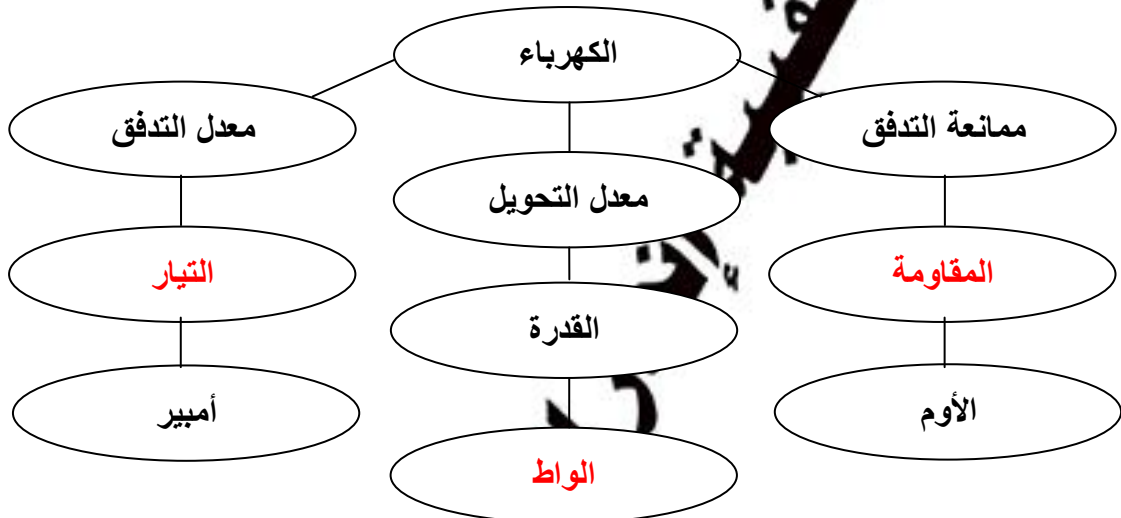 الكهرباء
ممانعة التدفق
معدل التحويل
معدل التدفق
المقاومة
القدرة
التيار
الأوم
الواط
أمبير